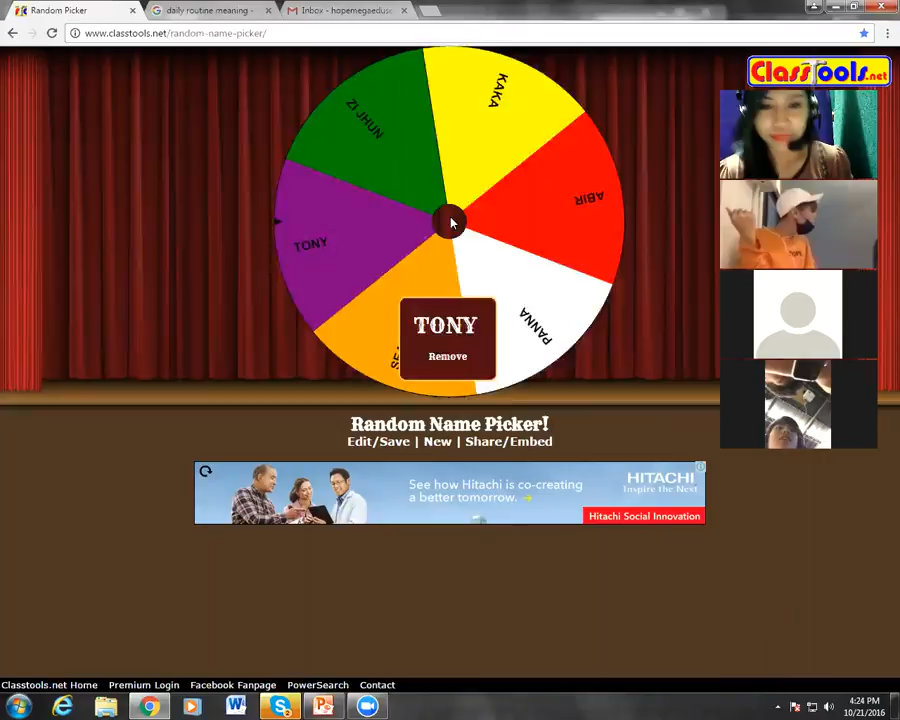 Random Picker
daily routine meaning -
Inbox - hopemegaeduse
www.classtools.net/random-name-picker/
ClassTools.net
KAKA
IZ JHUN
ABIR
TONY
PANNA
TONY
Remove
Random Name Picker!
Edit/Save | New | Share/Embed
See how Hitachi is co-creating
a better tomorrow. →
HITACHI
Inspire the Next
Hitachi Social Innovation
Classtools.net Home Premium Login Facebook Fanpage PowerSearch Contact
4:24 PM
10/21/2016